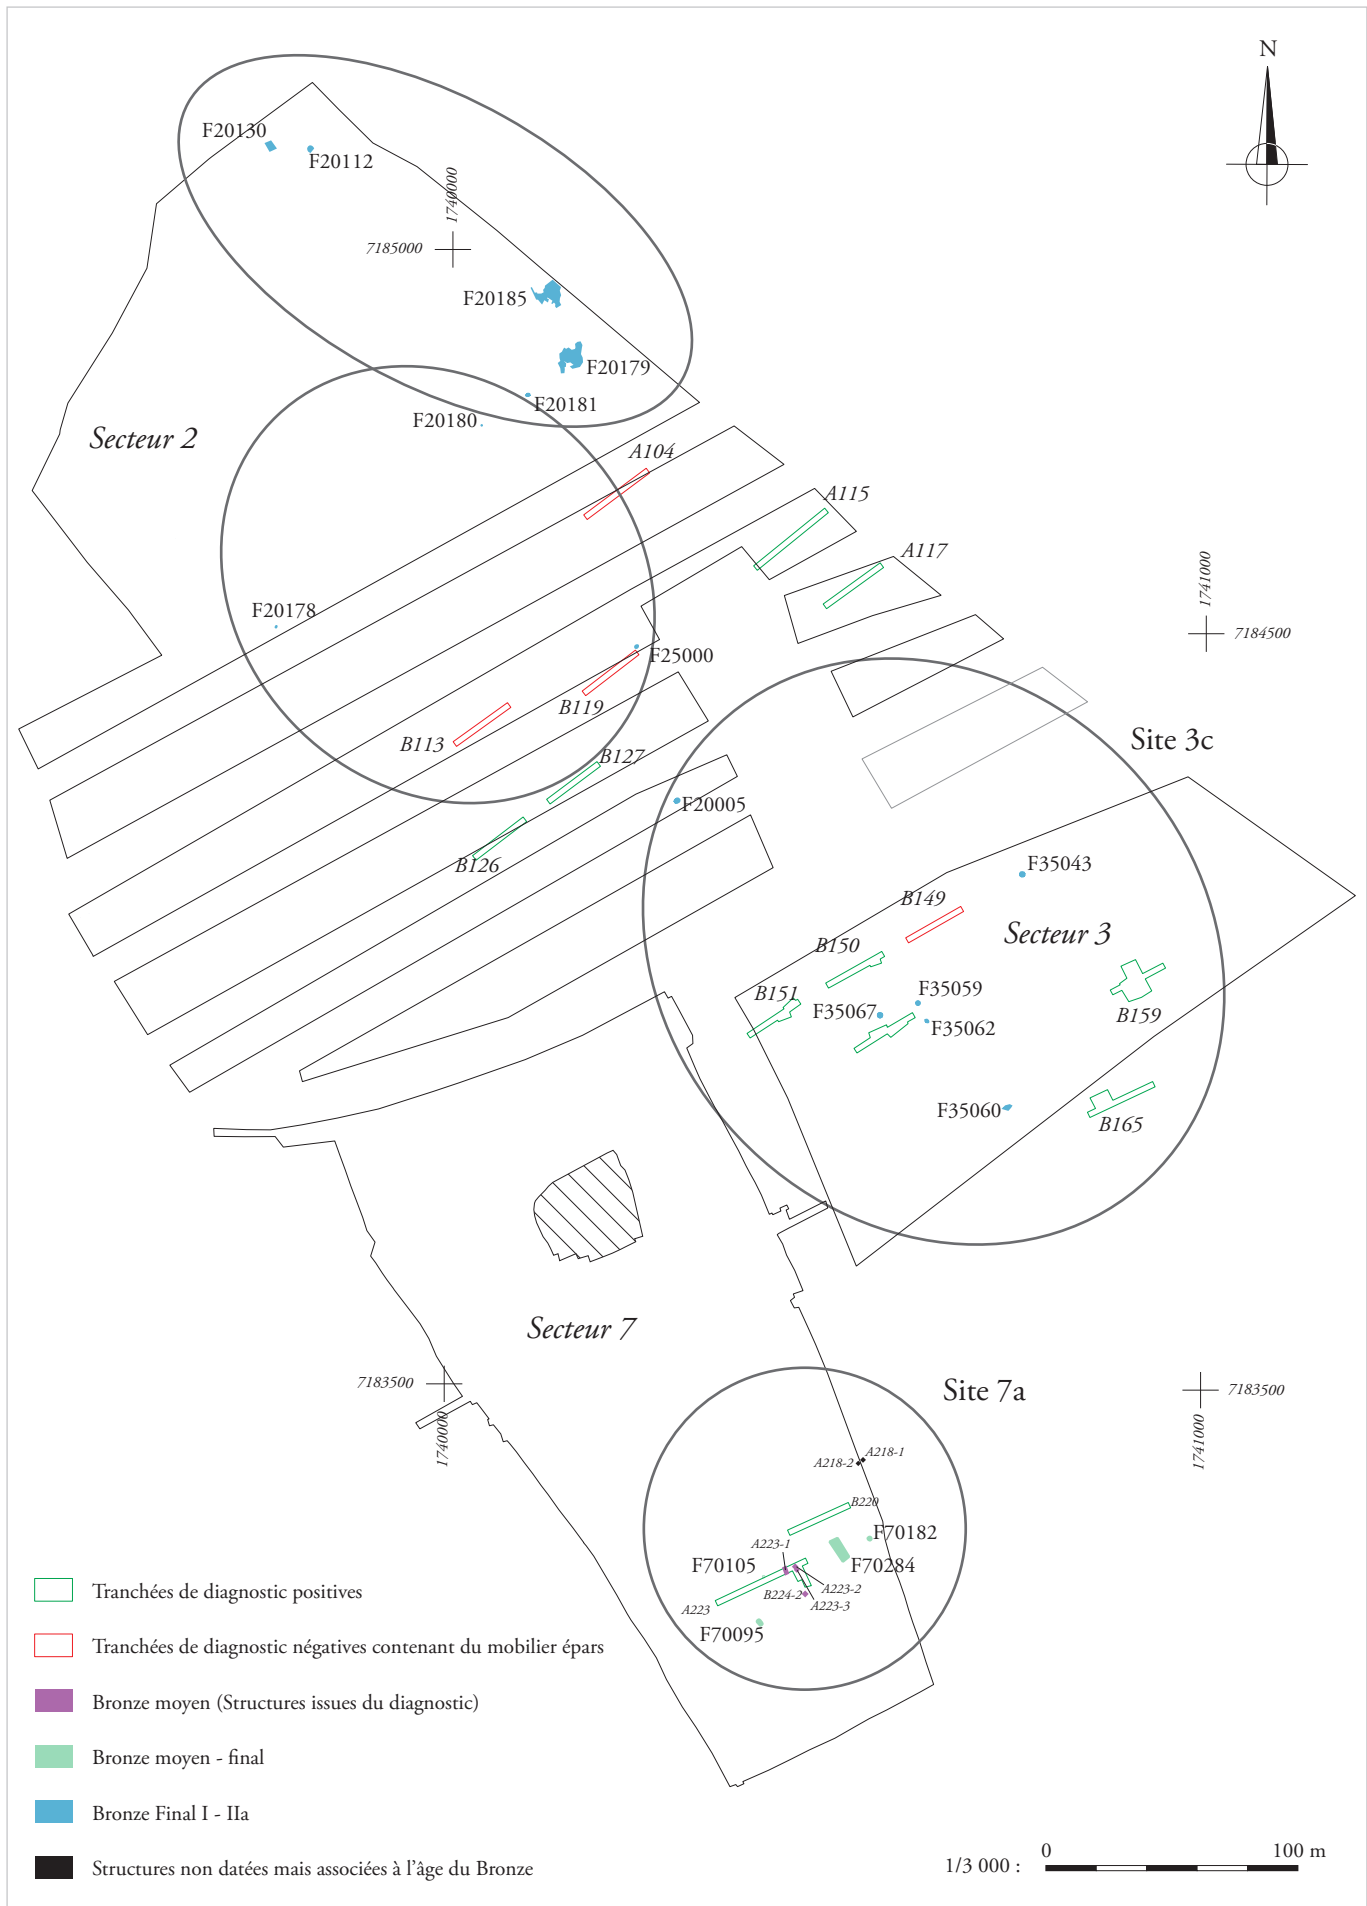 N
F20130
F20112
1740000
7185000
F20185
F20179
F20181
F20180
Secteur 2
A104
A115
A117
1741000
7184500
F20178
F25000
B119
B113
B127
Site 3c
F20005
B126
F35043
B149
Secteur 3
B150
B151
F35059
F35067
F35062
B159
F35060
B165
Secteur 7
7183500
1740000
Site 7a
7183500
1741000
A218-1
A218-2
B220
F70182
A223-1
F70105
F70284
A223-2
B224-2
A223-3
A223
F70095
Tranchées de diagnostic positives
Tranchées de diagnostic négatives contenant du mobilier épars
Bronze moyen (Structures issues du diagnostic)
Bronze moyen - final
Bronze Final I - IIa
Structures non datées mais associées à l'âge du Bronze
0 100 m
1/3 000 :